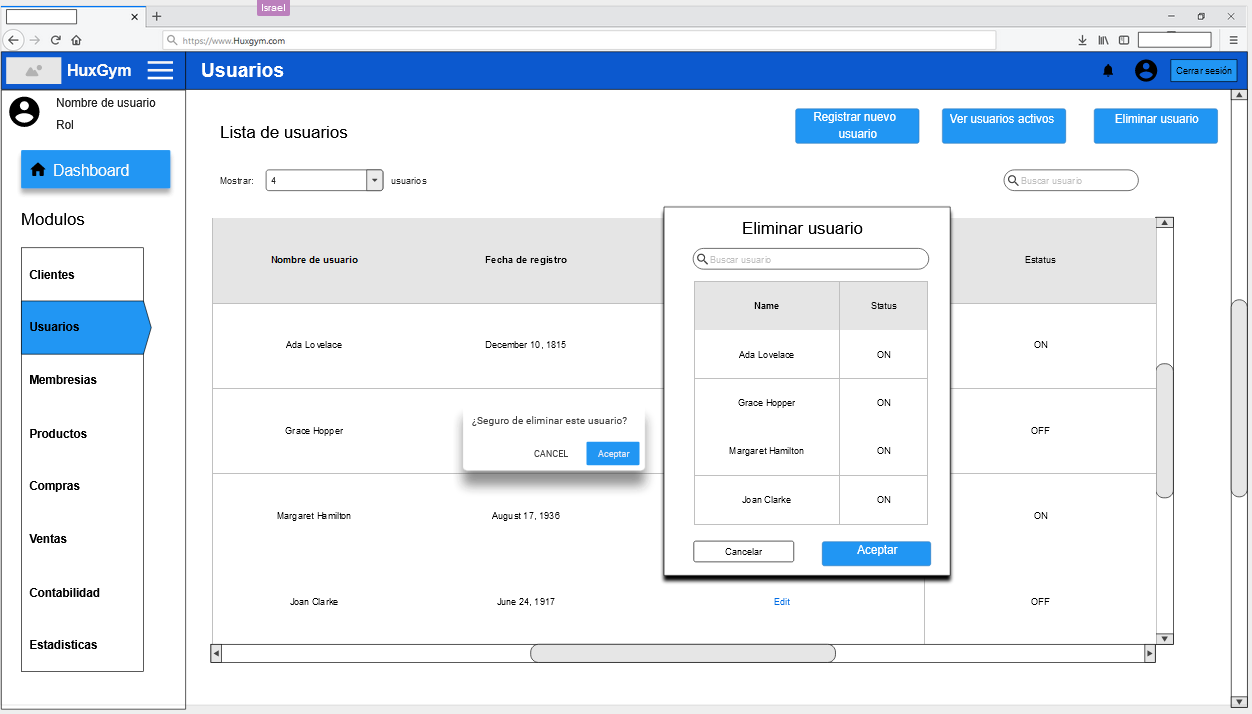 Israel
https://www.Huxgym.com
HuxGym
Usuarios
Cerrar sesión
Nombre de usuario
Rol
Dashboard
Modulos
Clientes
Usuarios
Membresias
Productos
Compras
Ventas
Contabilidad
Estadisticas
Lista de usuarios
Registrar nuevo
usuario
Ver usuarios activos
Eliminar usuario
Mostrar:
4
usuarios
Buscar usuario
Nombre de usuario
Fecha de registro
Estatus
Ada Lovelace
December 10, 1815
ON
Grace Hopper
OFF
Margaret Hamilton
August 17, 1936
ON
Joan Clarke
June 24, 1917
Edit
OFF
¿Seguro de eliminar este usuario?
CANCEL
Aceptar
Eliminar usuario
Buscar usuario
Name
Status
Ada Lovelace
ON
Grace Hopper
ON
Margaret Hamilton
ON
Joan Clarke
ON
Cancelar
Aceptar